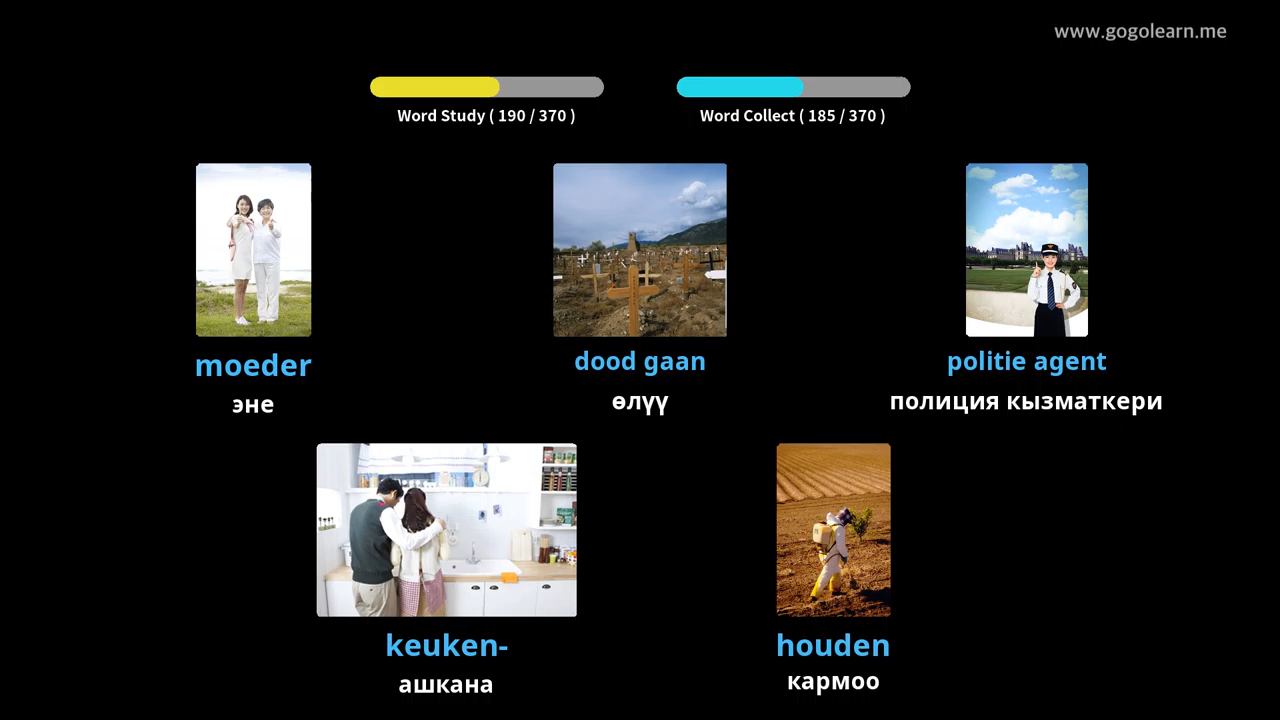 www.gogolearn.me
Word Study ( 190 / 370 )
Word Collect ( 185 / 370 )
moeder
эне
dood gaan
өлүү
politie agent
полиция кызматкери
keuken-
ашкана
houden
кармоо